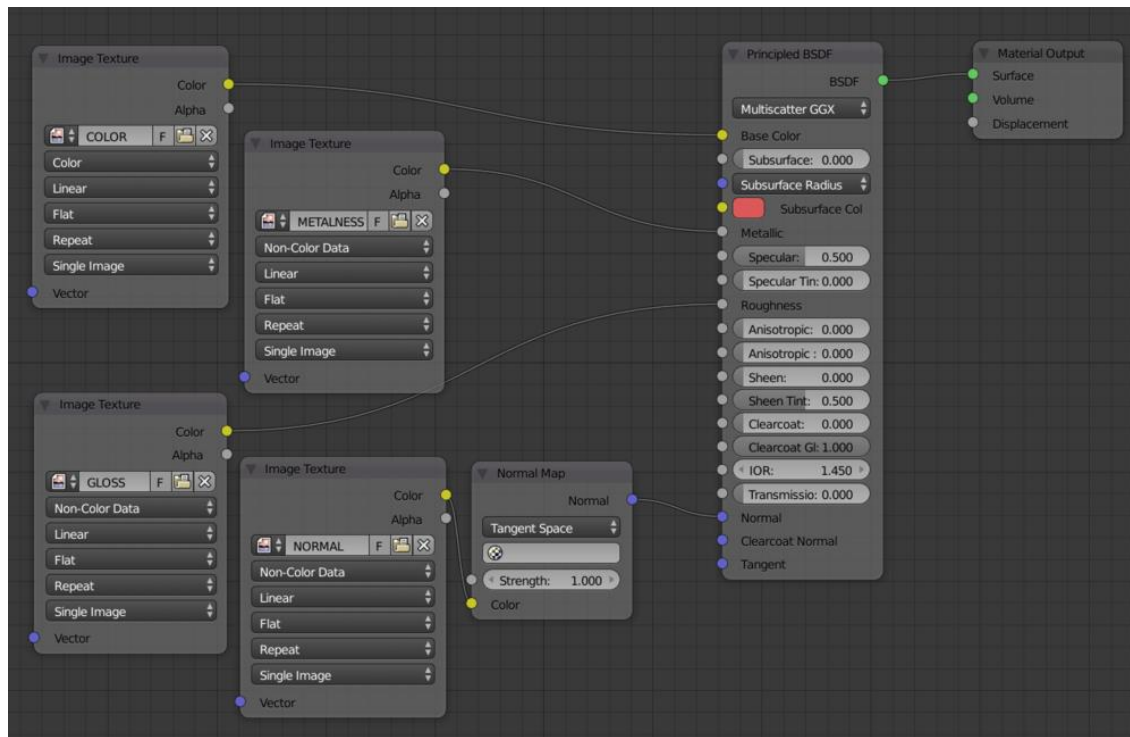 Image Texture
Color
Alpha
COLOR F
Color
Linear
Flat
Repeat
Single Image
Vector
Image Texture
Color
Alpha
METALNESS F
Non-Color Data
Linear
Flat
Repeat
Single Image
Vector
Image Texture
Color
Alpha
GLOSS F
Non-Color Data
Linear
Flat
Repeat
Single Image
Vector
Image Texture
Color
Alpha
NORMAL F
Non-Color Data
Linear
Flat
Repeat
Single Image
Vector
Normal Map
Normal
Tangent Space
Strength: 1.000
Color
Principled BSDF
BSDF
Multiscatter GGX
Base Color
Subsurface: 0.000
Subsurface Radius
Subsurface Col
Metallic
Specular: 0.500
Specular Tin: 0.000
Roughness
Anisotropic: 0.000
Anisotropic : 0.000
Sheen: 0.000
Sheen Tint: 0.500
Clearcoat: 0.000
Clearcoat Gl: 1.000
IOR: 1.450
Transmissio: 0.000
Normal
Clearcoat Normal
Tangent
Material Output
Surface
Volume
Displacement